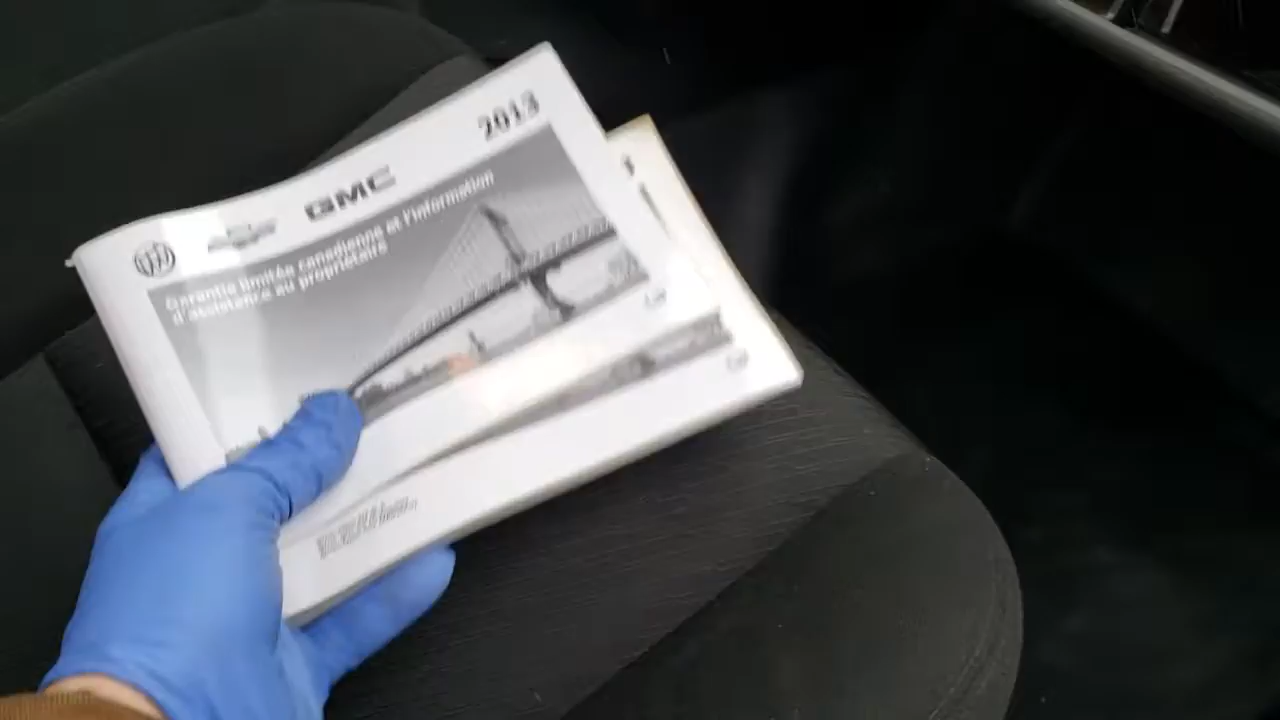 2013
GMC
Garantie limitée canadienne et l'information
d'assistance au propriétaire